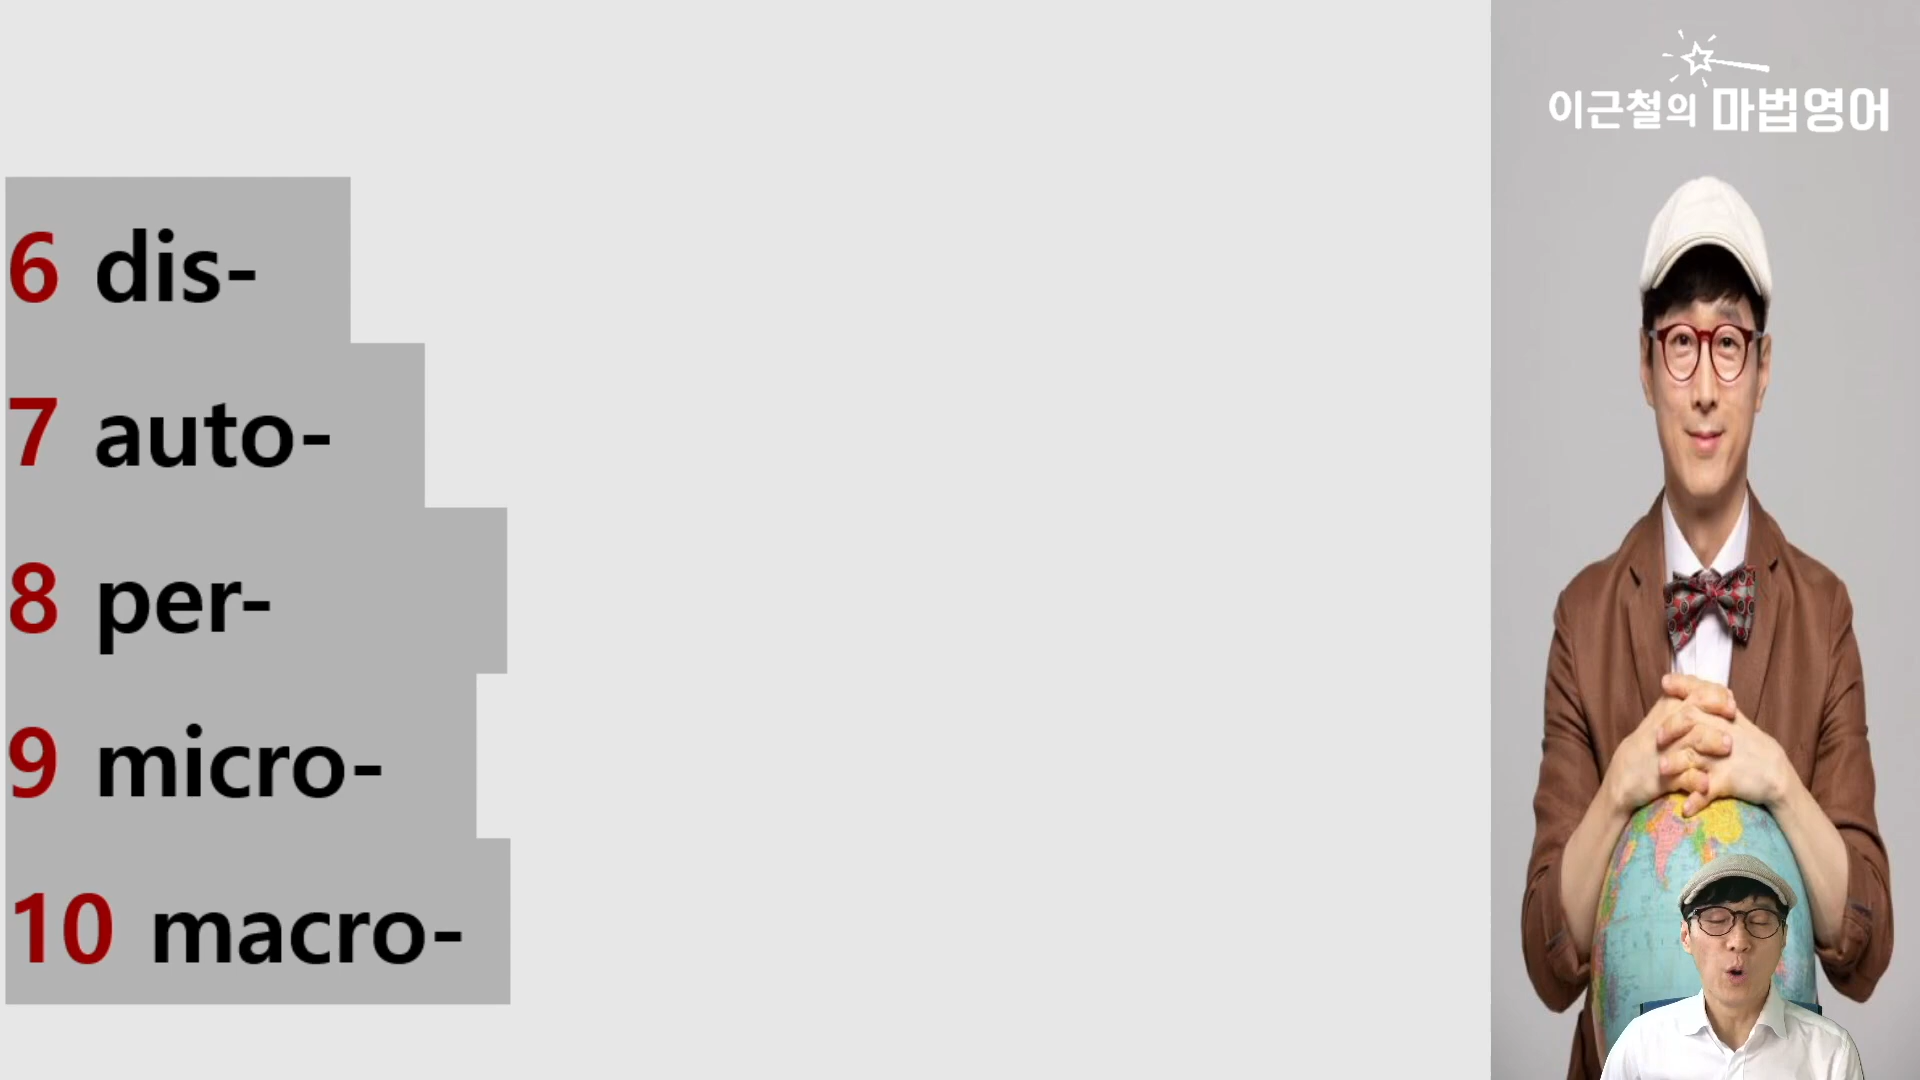 이근철의 마법영어
6 dis-
7 auto-
8 per-
9 micro-
10 macro-